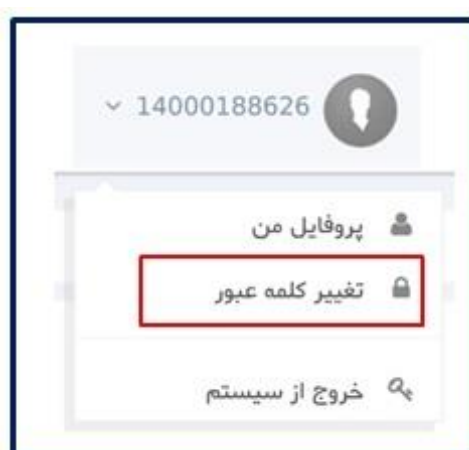 14000188626
پروفایل من
تغییر کلمه عبور
خروج از سیستم